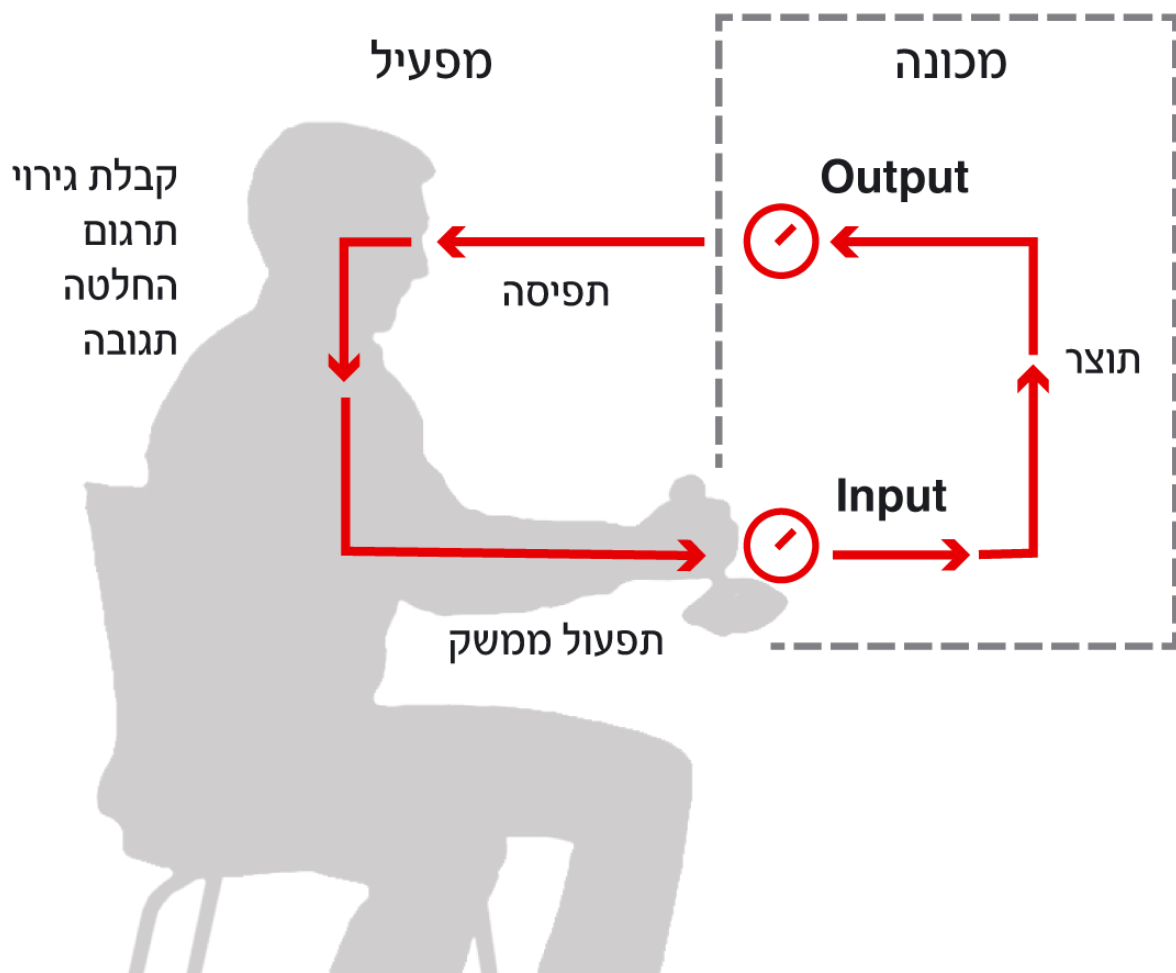 מכונה
מפעיל
Output
קבלת גירוי
תרגום
החלטה
תגובה
תפיסה
תוצר
Input
תפעול ממשק